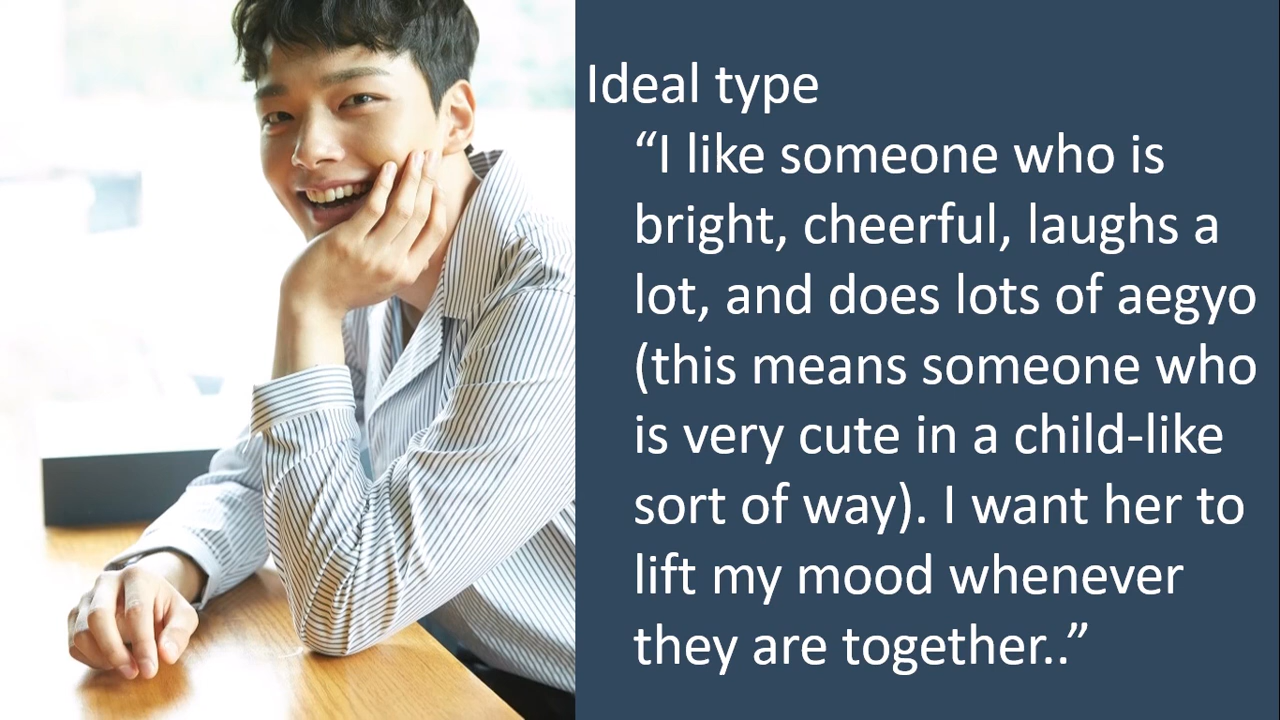 Ideal type
“I like someone who is
bright, cheerful, laughs a
lot, and does lots of aegyo
(this means someone who
is very cute in a child-like
sort of way). I want her to
lift my mood whenever
they are together..”